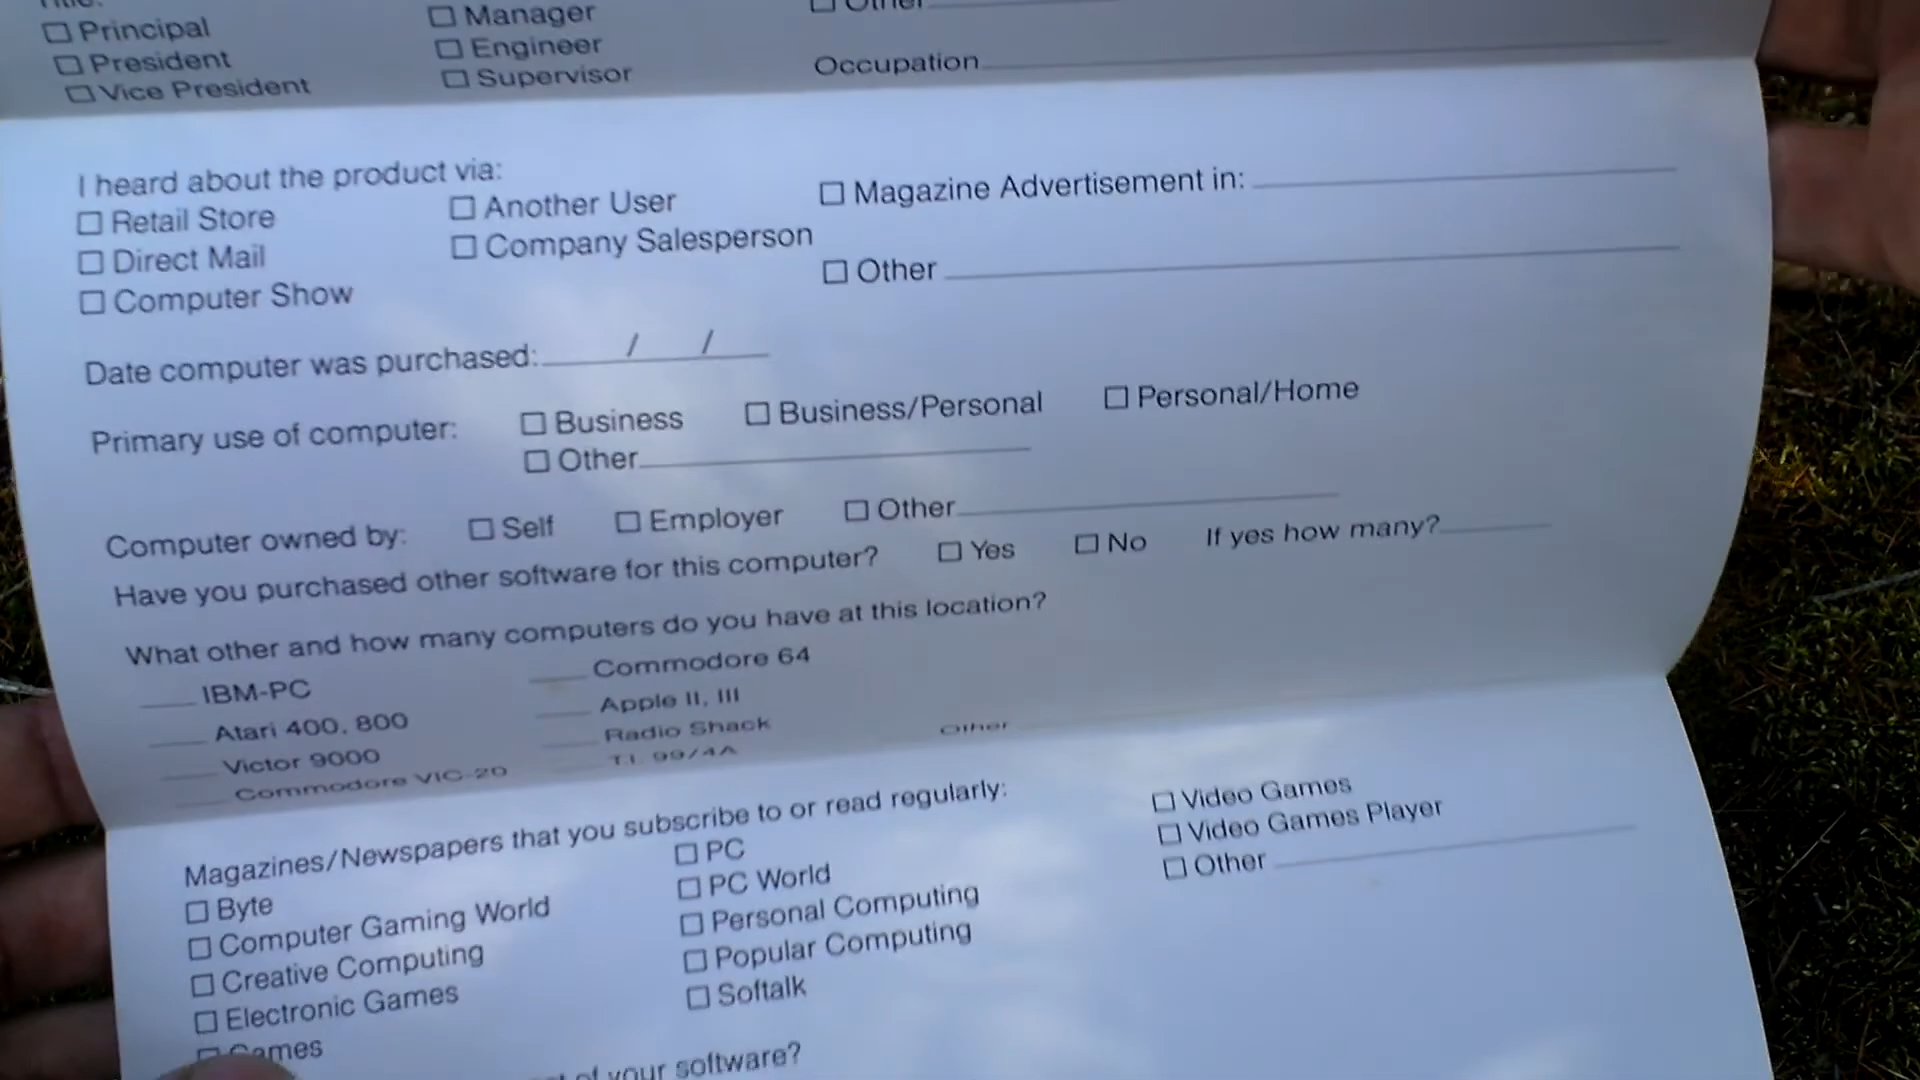 Title:
☐ Principal ☐ Manager ☐ Other
☐ President ☐ Engineer
☐ Vice President ☐ Supervisor Occupation
I heard about the product via:
☐ Retail Store ☐ Another User ☐ Magazine Advertisement in:
☐ Direct Mail ☐ Company Salesperson
☐ Computer Show ☐ Other
Date computer was purchased: / /
Primary use of computer: ☐ Business ☐ Business/Personal ☐ Personal/Home
☐ Other
Computer owned by: ☐ Self ☐ Employer ☐ Other
Have you purchased other software for this computer? ☐ Yes ☐ No If yes how many?
What other and how many computers do you have at this location?
IBM-PC Commodore 64
Atari 400, 800 Apple II, III
Victor 9000 Radio Shack Other
Commodore VIC-20 T.I. 99/4A
Magazines/Newspapers that you subscribe to or read regularly:
☐ Byte ☐ PC ☐ Video Games
☐ Computer Gaming World ☐ PC World ☐ Video Games Player
☐ Creative Computing ☐ Personal Computing ☐ Other
☐ Electronic Games ☐ Popular Computing
☐ Games ☐ Softalk
of your software?